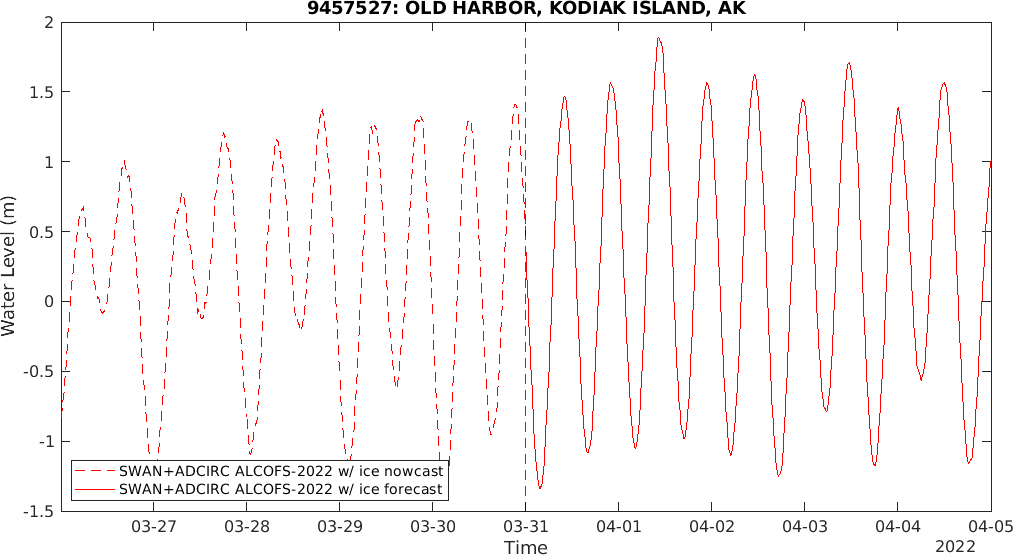 9457527: OLD HARBOR, KODIAK ISLAND, AK
Water Level (m)
2
1.5
1
0.5
0
-0.5
-1
-1.5
SWAN+ADCIRC ALCOFS-2022 w/ ice nowcast
SWAN+ADCIRC ALCOFS-2022 w/ ice forecast
03-27 03-28 03-29 03-30 03-31 04-01 04-02 04-03 04-04 04-05
Time
2022